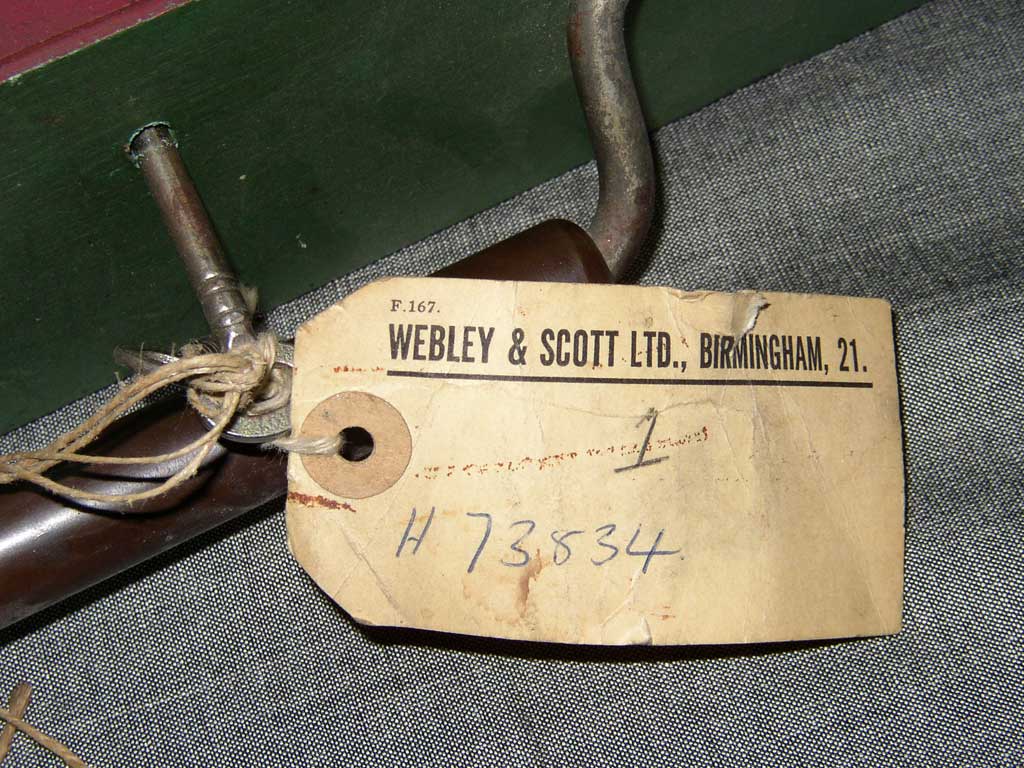 F.167.
WEBLEY & SCOTT LTD., BIRMINGHAM, 21.
1
H 73834